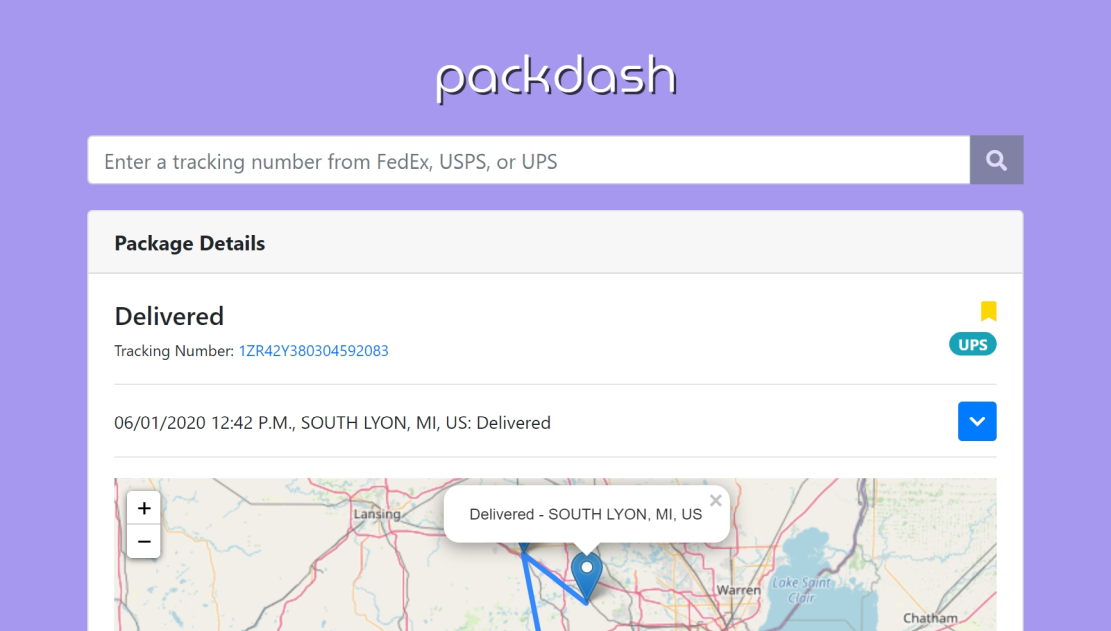 packdash
Enter a tracking number from FedEx, USPS, or UPS
Package Details
Delivered
Tracking Number: 1ZR42Y380304592083
UPS
06/01/2020 12:42 P.M., SOUTH LYON, MI, US: Delivered
+
−
Delivered - SOUTH LYON, MI, US
×
Lansing
Warren
Lake Saint
Clair
Chatham